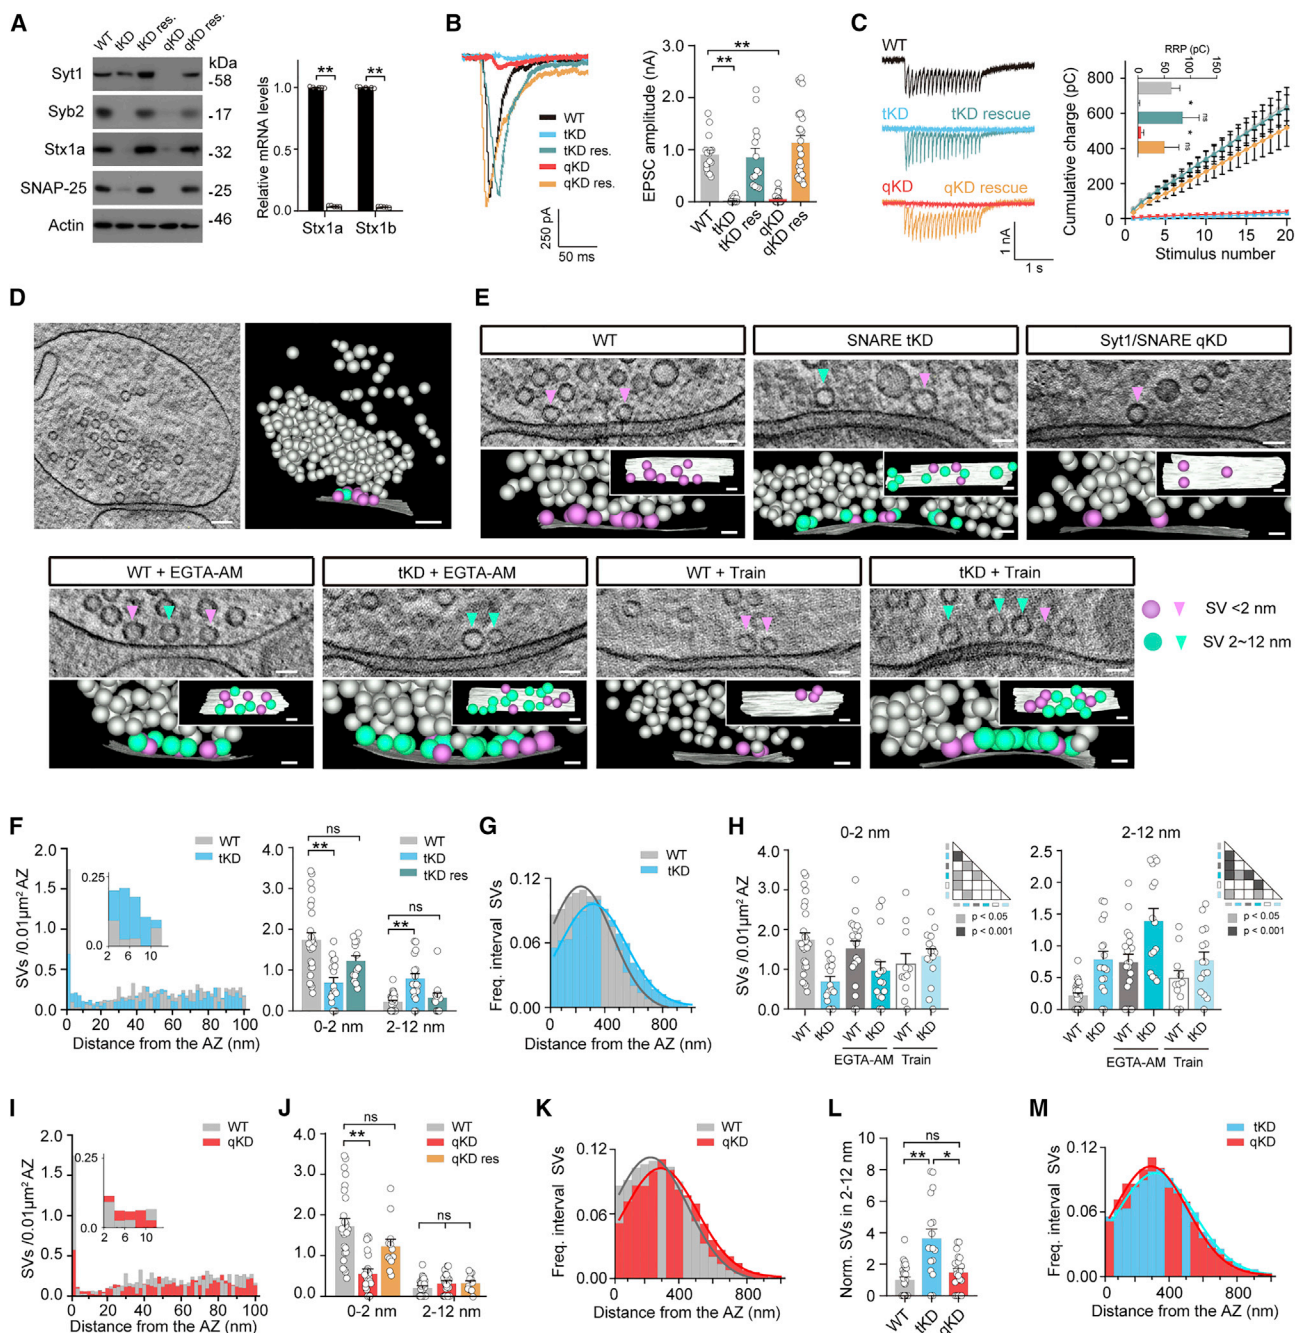 A
WT
tKD
tKD res.
qKD
qKD res.
kDa
Syt1
-58
Syb2
-17
Stx1a
-32
SNAP-25
-25
Actin
-46
Relative mRNA levels
1.0
0.5
0.0
**
**
Stx1a
Stx1b
B
WT
tKD
tKD res.
qKD
qKD res.
250 pA
50 ms
EPSC amplitude (nA)
3.0
2.0
1.0
0.0
**
**
WT
tKD
tKD res
qKD
qKD res
C
WT
tKD
tKD rescue
qKD
qKD rescue
1 nA
1 s
Cumulative charge (pC)
800
600
400
200
0
RRP (pC)
0
50
100
150
*
ns
*
ns
0
5
10
15
20
Stimulus number
D
E
WT
SNARE tKD
Syt1/SNARE qKD
WT + EGTA-AM
tKD + EGTA-AM
WT + Train
tKD + Train
SV <2 nm
SV 2~12 nm
F
SVs /0.01µm² AZ
2.0
1.5
1.0
0.5
0.0
WT
tKD
0.25
0.0
2
6
10
0
20
40
60
80
100
Distance from the AZ (nm)
4.0
3.0
2.0
1.0
0.0
ns
**
WT
tKD
tKD res
ns
**
0-2 nm
2-12 nm
G
Freq. interval SVs
0.12
0.06
0.00
WT
tKD
0
400
800
Distance from the AZ (nm)
H
0-2 nm
SVs /0.01µm² AZ
4.0
3.0
2.0
1.0
0.0
p < 0.05
p < 0.001
WT
tKD
WT
tKD
WT
tKD
EGTA-AM
Train
2-12 nm
2.5
2.0
1.5
1.0
0.5
0.0
p < 0.05
p < 0.001
WT
tKD
WT
tKD
WT
tKD
EGTA-AM
Train
I
SVs /0.01µm² AZ
2.0
1.5
1.0
0.5
0.0
WT
qKD
0.25
0.0
2
6
10
0
20
40
60
80
100
Distance from the AZ (nm)
J
4.0
3.0
2.0
1.0
0.0
ns
**
WT
qKD
qKD res
ns
0-2 nm
2-12 nm
K
Freq. interval SVs
0.12
0.06
0.00
WT
qKD
0
400
800
Distance from the AZ (nm)
L
Norm. SVs in 2-12 nm
10
8
6
4
2
0
ns
**
*
WT
tKD
qKD
M
Freq. interval SVs
0.12
0.06
0.00
tKD
qKD
0
400
800
Distance from the AZ (nm)